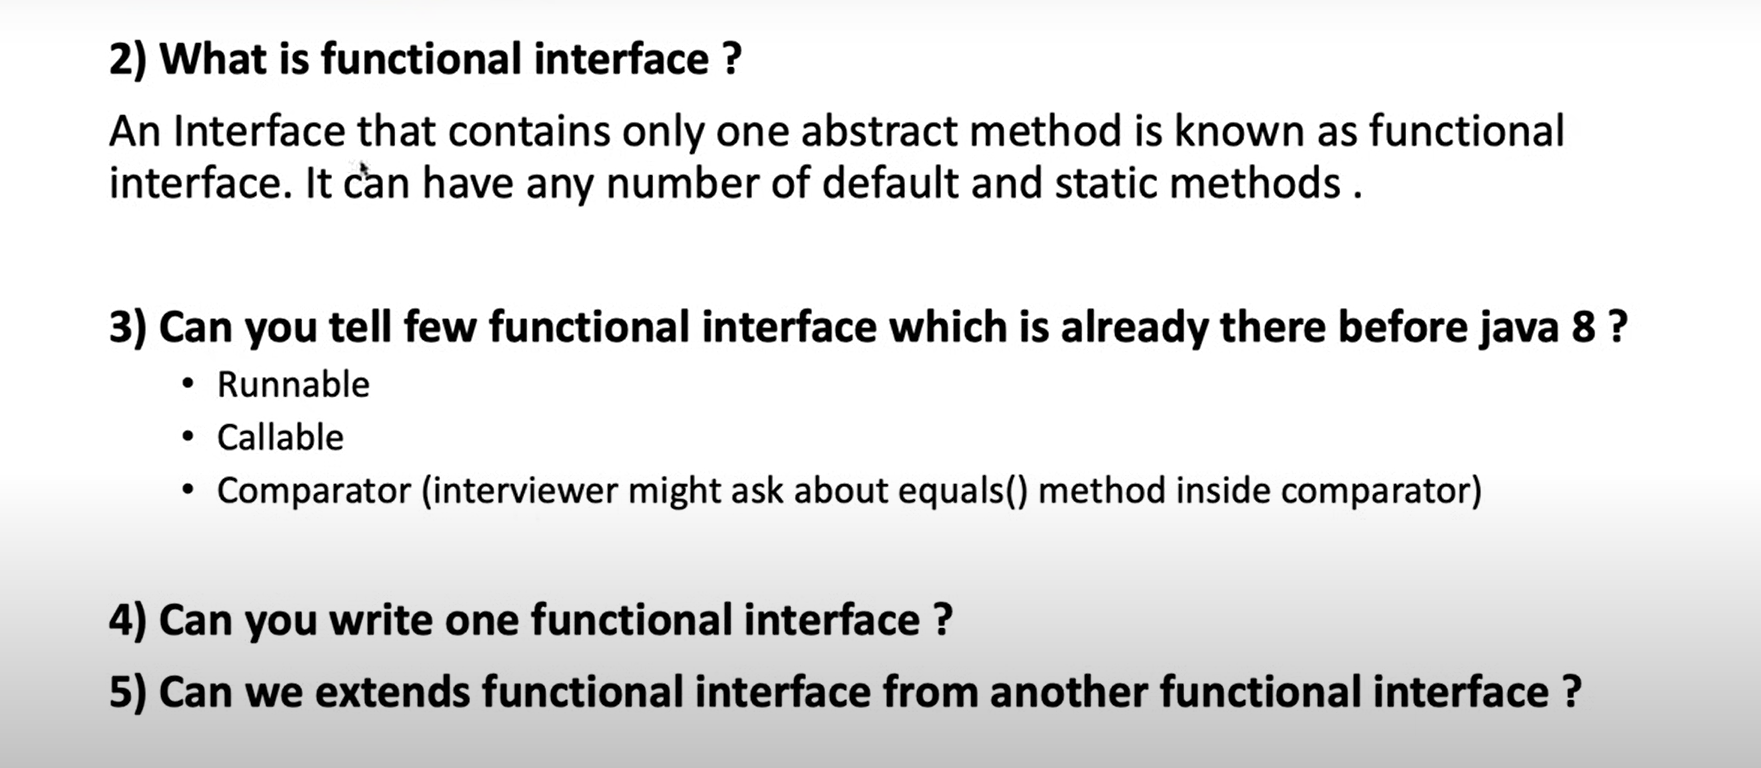 2) What is functional interface ?
An Interface that contains only one abstract method is known as functional
interface. It can have any number of default and static methods .
3) Can you tell few functional interface which is already there before java 8 ?
• Runnable
• Callable
• Comparator (interviewer might ask about equals() method inside comparator)
4) Can you write one functional interface ?
5) Can we extends functional interface from another functional interface ?